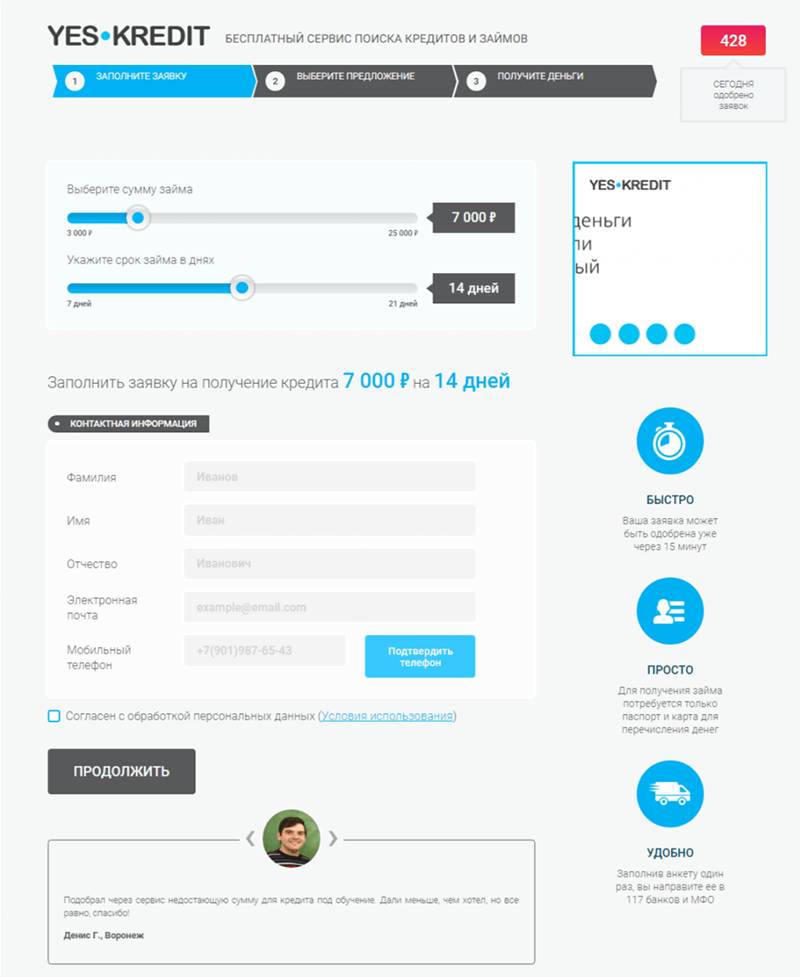 YES•KREDIT БЕСПЛАТНЫЙ СЕРВИС ПОИСКА КРЕДИТОВ И ЗАЙМОВ
428
СЕГОДНЯ
одобрено
заявок
1 ЗАПОЛНИТЕ ЗАЯВКУ
2 ВЫБЕРИТЕ ПРЕДЛОЖЕНИЕ
3 ПОЛУЧИТЕ ДЕНЬГИ
Выберите сумму займа
7 000 ₽
3 000 ₽ 25 000 ₽
Укажите срок займа в днях
14 дней
7 дней 21 дней
YES•KREDIT
деньги
ли
ый
Заполнить заявку на получение кредита 7 000 ₽ на 14 дней
КОНТАКТНАЯ ИНФОРМАЦИЯ
Фамилия Иванов
Имя Иван
Отчество Иванович
Электронная
почта
example@email.com
Мобильный
телефон
+7(901)987-65-43
Подтвердить
телефон
Согласен с обработкой персональных данных (Условия использования)
ПРОДОЛЖИТЬ
БЫСТРО
Ваша заявка может
быть одобрена уже
через 15 минут
ПРОСТО
Для получения займа
потребуется только
паспорт и карта для
перечисления денег
УДОБНО
Заполнив анкету один
раз, вы направите ее в
117 банков и МФО
Подобрал через сервис недостающую сумму для кредита под обучение. Дали меньше, чем хотел, но все
равно, спасибо!
Денис Г., Воронеж